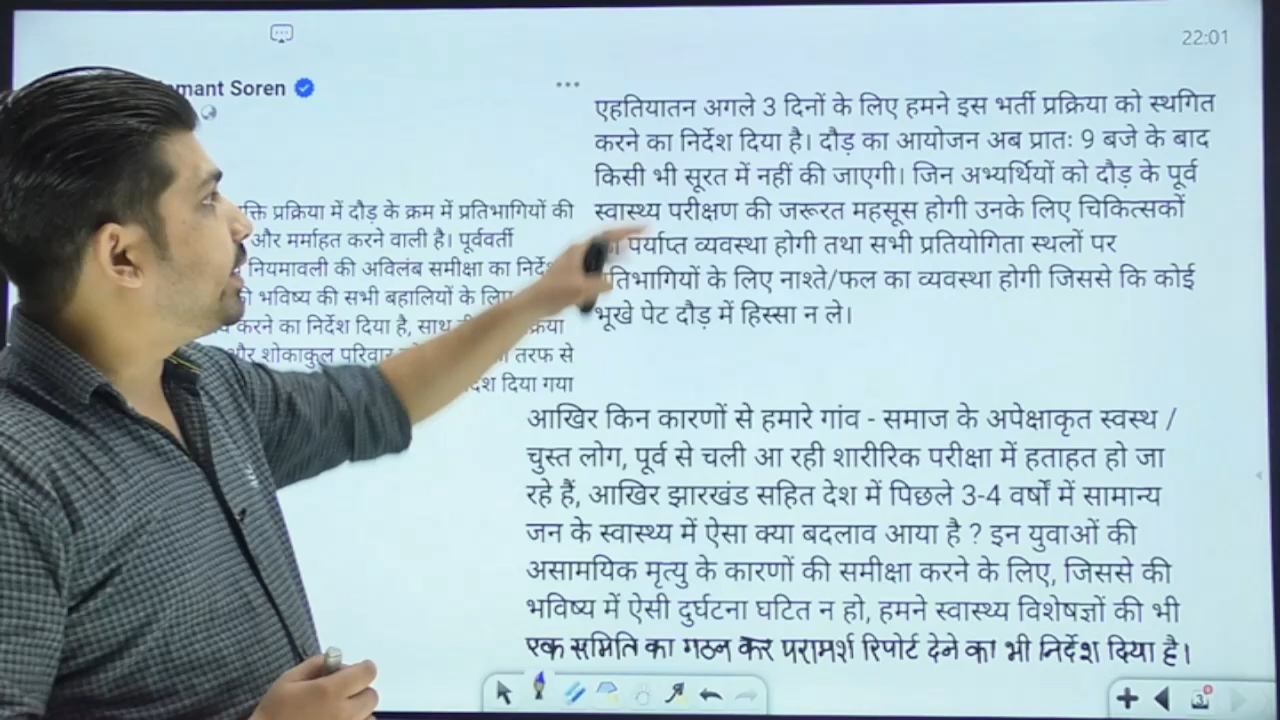 22:01
mant Soren
एहतियातन अगले 3 दिनों के लिए हमने इस भर्ती प्रक्रिया को स्थगित
करने का निर्देश दिया है। दौड़ का आयोजन अब प्रातः 9 बजे के बाद
किसी भी सूरत में नहीं की जाएगी। जिन अभ्यर्थियों को दौड़ के पूर्व
स्वास्थ्य परीक्षण की जरूरत महसूस होगी उनके लिए चिकित्सकों
पर्याप्त व्यवस्था होगी तथा सभी प्रतियोगिता स्थलों पर
तिभागियों के लिए नाश्ते/फल का व्यवस्था होगी जिससे कि कोई
भूखे पेट दौड़ में हिस्सा न ले।
प्रक्रिया में दौड़ के क्रम में प्रतिभागियों की
और मर्माहत करने वाली है। पूर्ववर्ती
नियमावली की अविलंब समीक्षा का
भविष्य की सभी बहालियों के लिए
करने का निर्देश दिया है, साथ
और शोकाकुल परिवार तरफ से
दिया गया
आखिर किन कारणों से हमारे गांव - समाज के अपेक्षाकृत स्वस्थ /
चुस्त लोग, पूर्व से चली आ रही शारीरिक परीक्षा में हताहत हो जा
रहे हैं, आखिर झारखंड सहित देश में पिछले 3-4 वर्षों में सामान्य
जन के स्वास्थ्य में ऐसा क्या बदलाव आया है ? इन युवाओं की
असामयिक मृत्यु के कारणों की समीक्षा करने के लिए, जिससे की
भविष्य में ऐसी दुर्घटना घटित न हो, हमने स्वास्थ्य विशेषज्ञों की भी
एक समिति का गठन कर परामर्श रिपोर्ट देने का भी निर्देश दिया है।
3